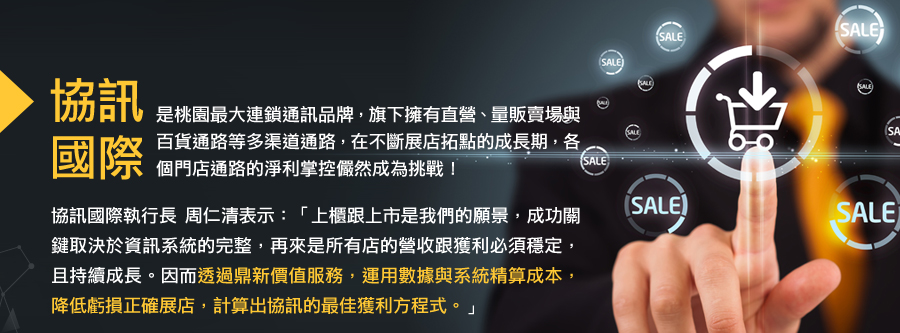 協訊
國際
是桃園最大連鎖通訊品牌，旗下擁有直營、量販賣場與
百貨通路等多渠道通路，在不斷展店拓點的成長期，各
個門店通路的淨利掌控儼然成為挑戰！
協訊國際執行長 周仁清表示：「上櫃跟上市是我們的願景，成功關
鍵取決於資訊系統的完整，再來是所有店的營收跟獲利必須穩定，
且持續成長。因而透過鼎新價值服務，運用數據與系統精算成本，
降低虧損正確展店，計算出協訊的最佳獲利方程式。」
SALE
SALE
SALE
SALE
SALE
SALE
SALE
SALE
SA
SALE
SALE
SALE